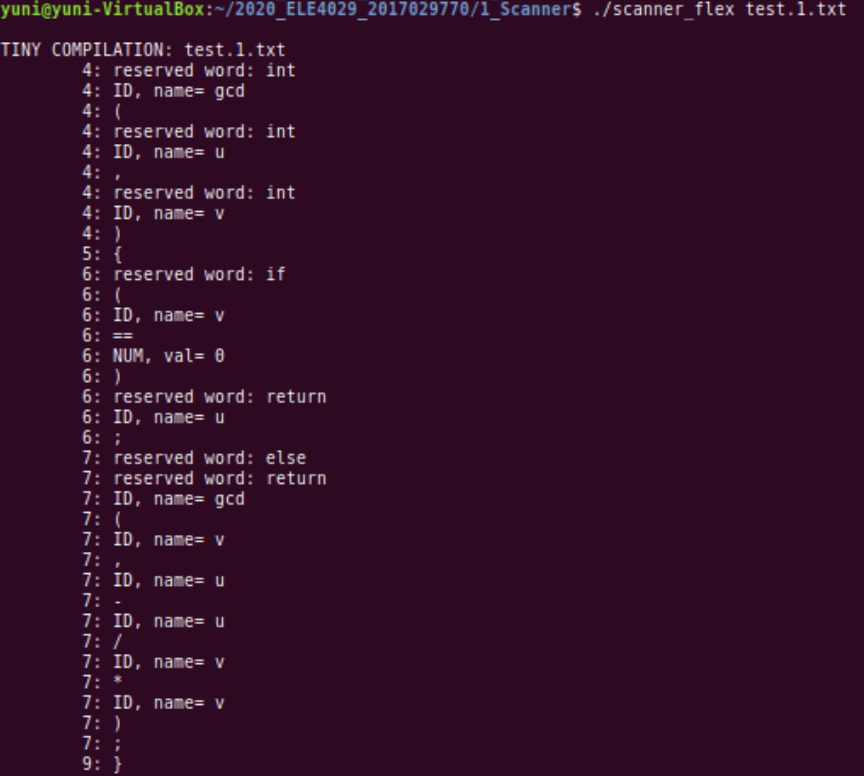 yuni@yuni-VirtualBox:~/2020_ELE4029_2017029770/1_Scanner$ ./scanner_flex test.1.txt
TINY COMPILATION: test.1.txt
4: reserved word: int
4: ID, name= gcd
4: (
4: reserved word: int
4: ID, name= u
4: ,
4: reserved word: int
4: ID, name= v
4: )
5: {
6: reserved word: if
6: (
6: ID, name= v
6: ==
6: NUM, val= 0
6: )
6: reserved word: return
6: ID, name= u
6: ;
7: reserved word: else
7: reserved word: return
7: ID, name= gcd
7: (
7: ID, name= v
7: ,
7: ID, name= u
7: -
7: ID, name= u
7: /
7: ID, name= v
7: *
7: ID, name= v
7: )
7: ;
9: }